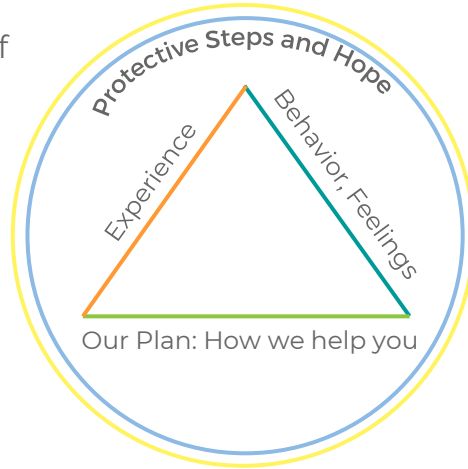 f
Protective Steps and Hope
Experience
Behavior, Feelings
Our Plan: How we help you